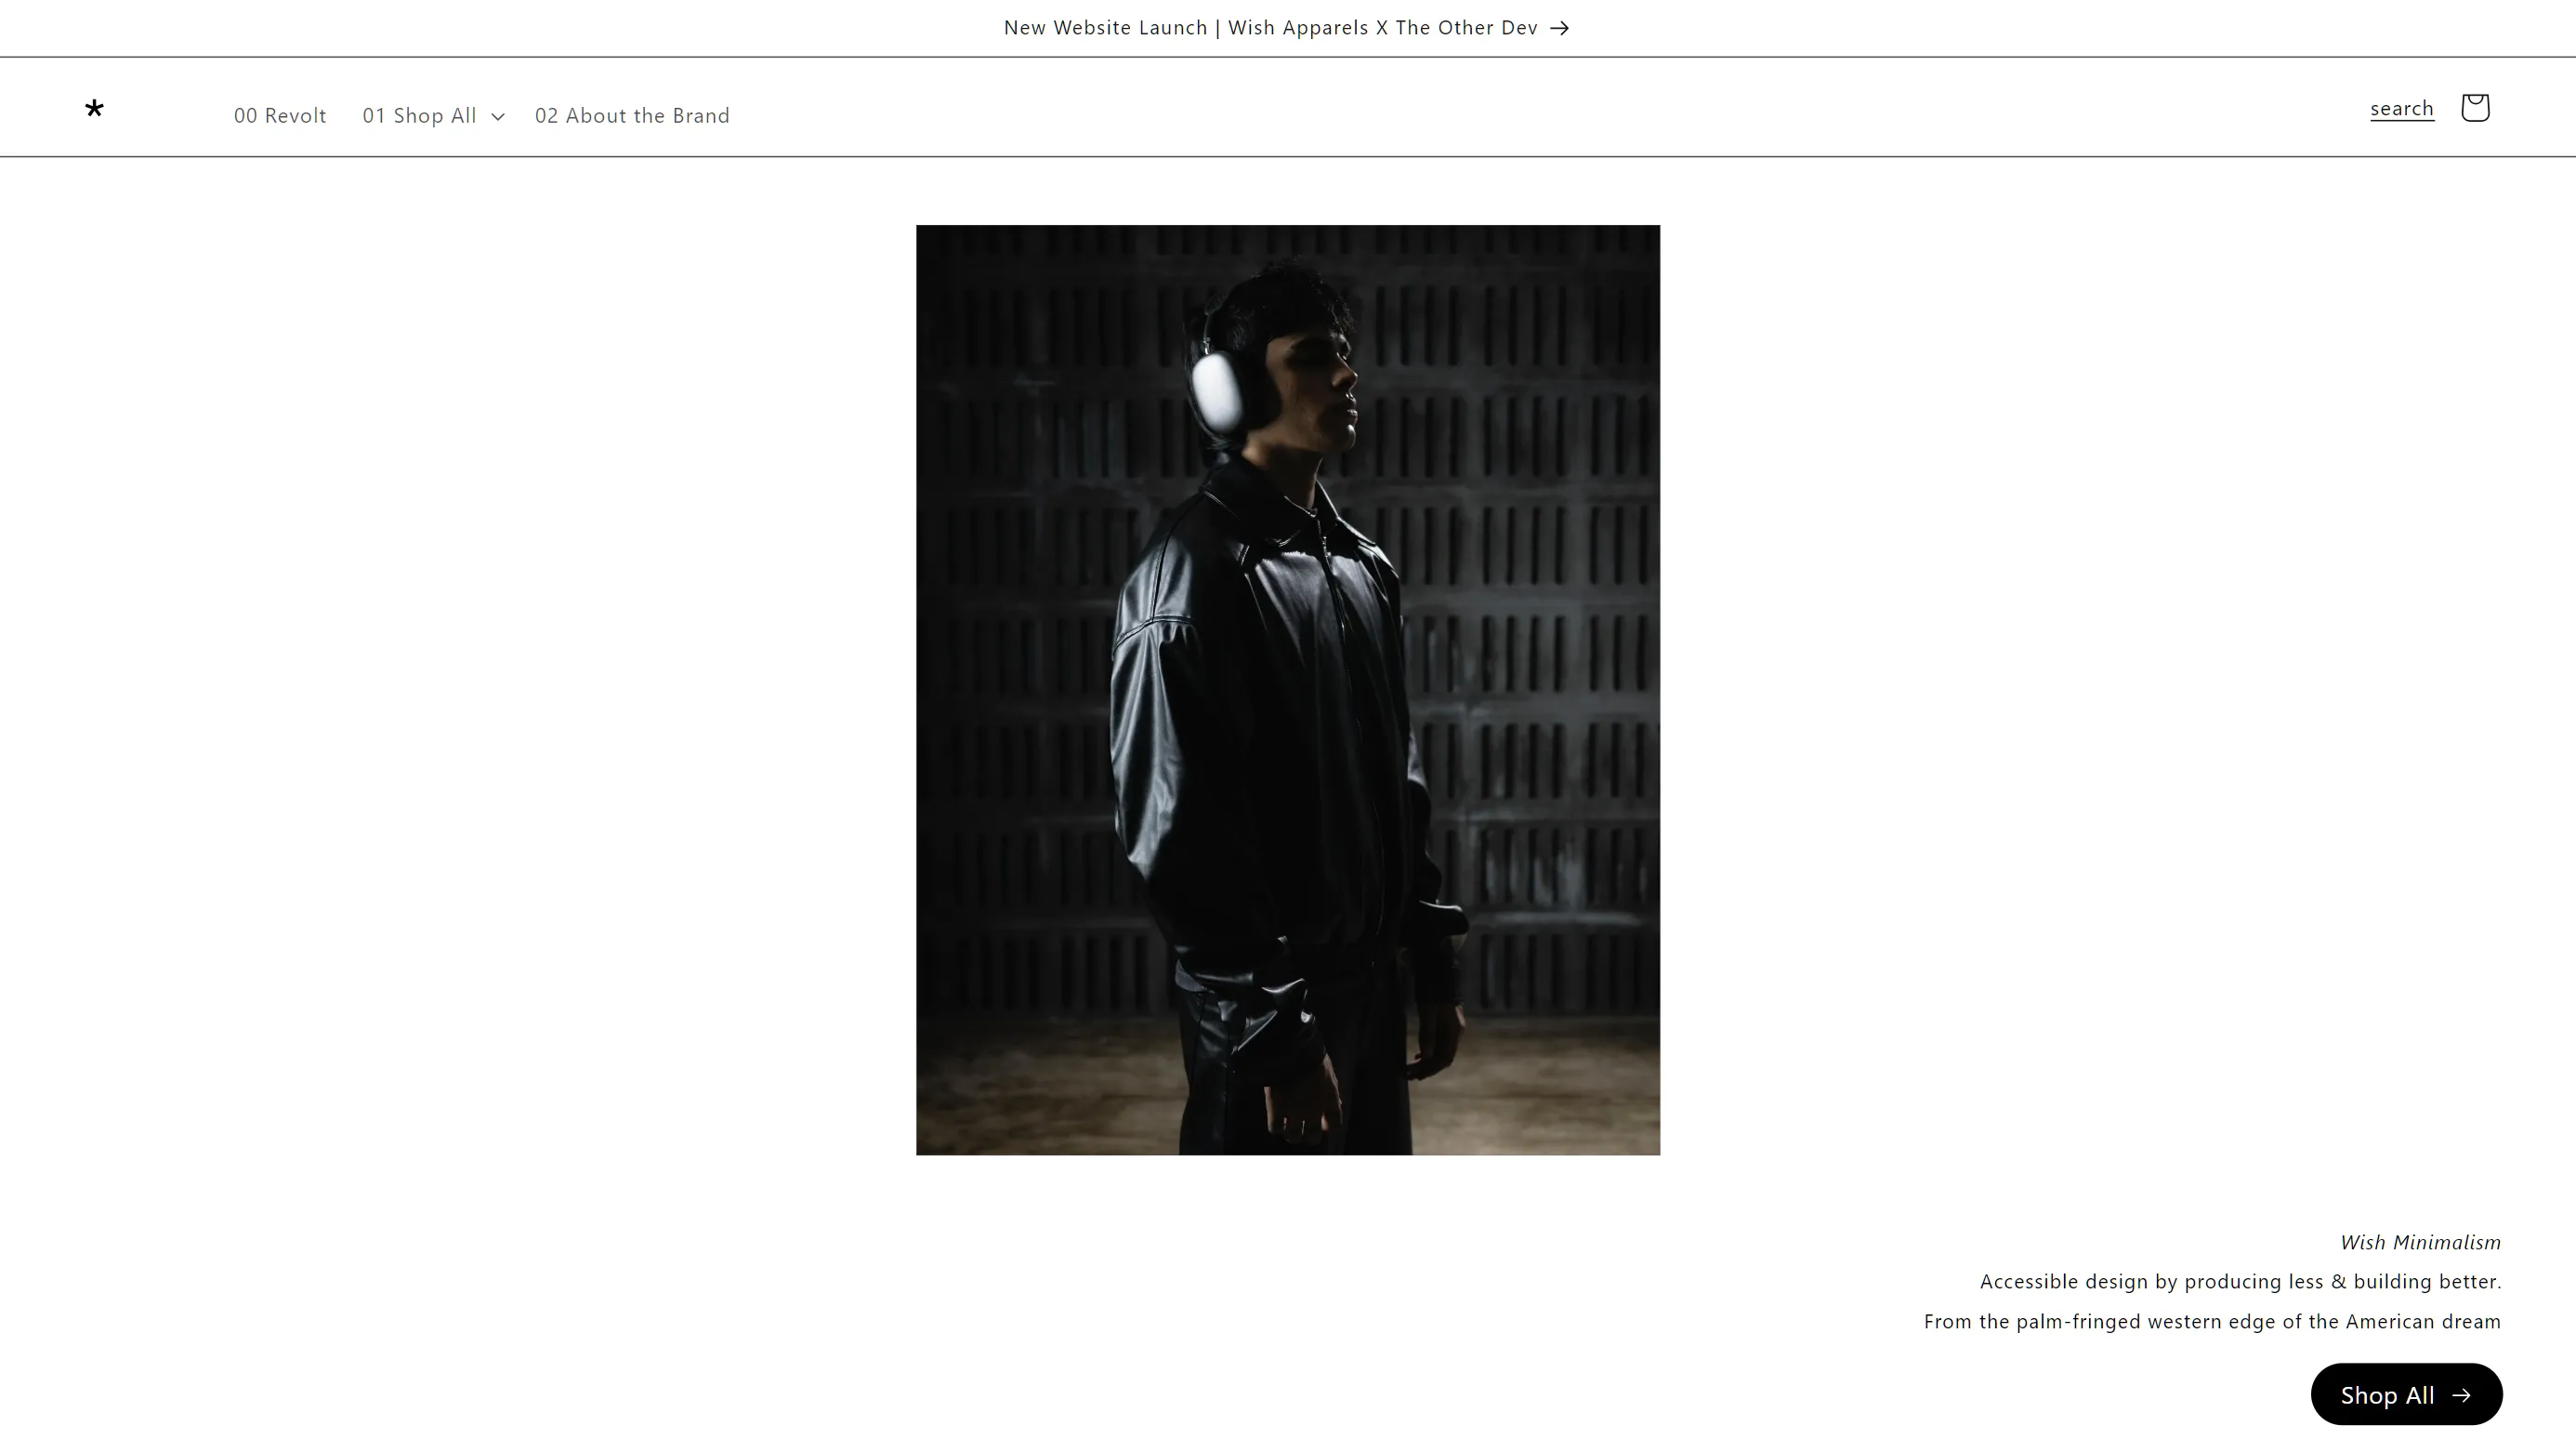 New Website Launch | Wish Apparels X The Other Dev →
*
00 Revolt
01 Shop All
02 About the Brand
search
Wish Minimalism
Accessible design by producing less & building better.
From the palm-fringed western edge of the American dream
Shop All →